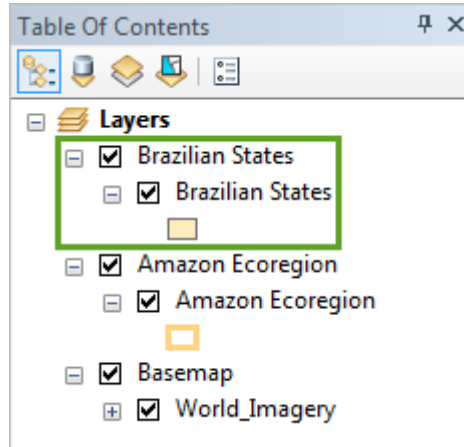 Table Of Contents
Layers
Brazilian States
Brazilian States
Amazon Ecoregion
Amazon Ecoregion
Basemap
World_Imagery